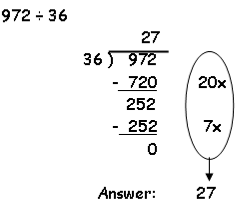 972 ÷ 36
27
36 ) 972
- 720 20x
252
- 252 7x
0
Answer: 27